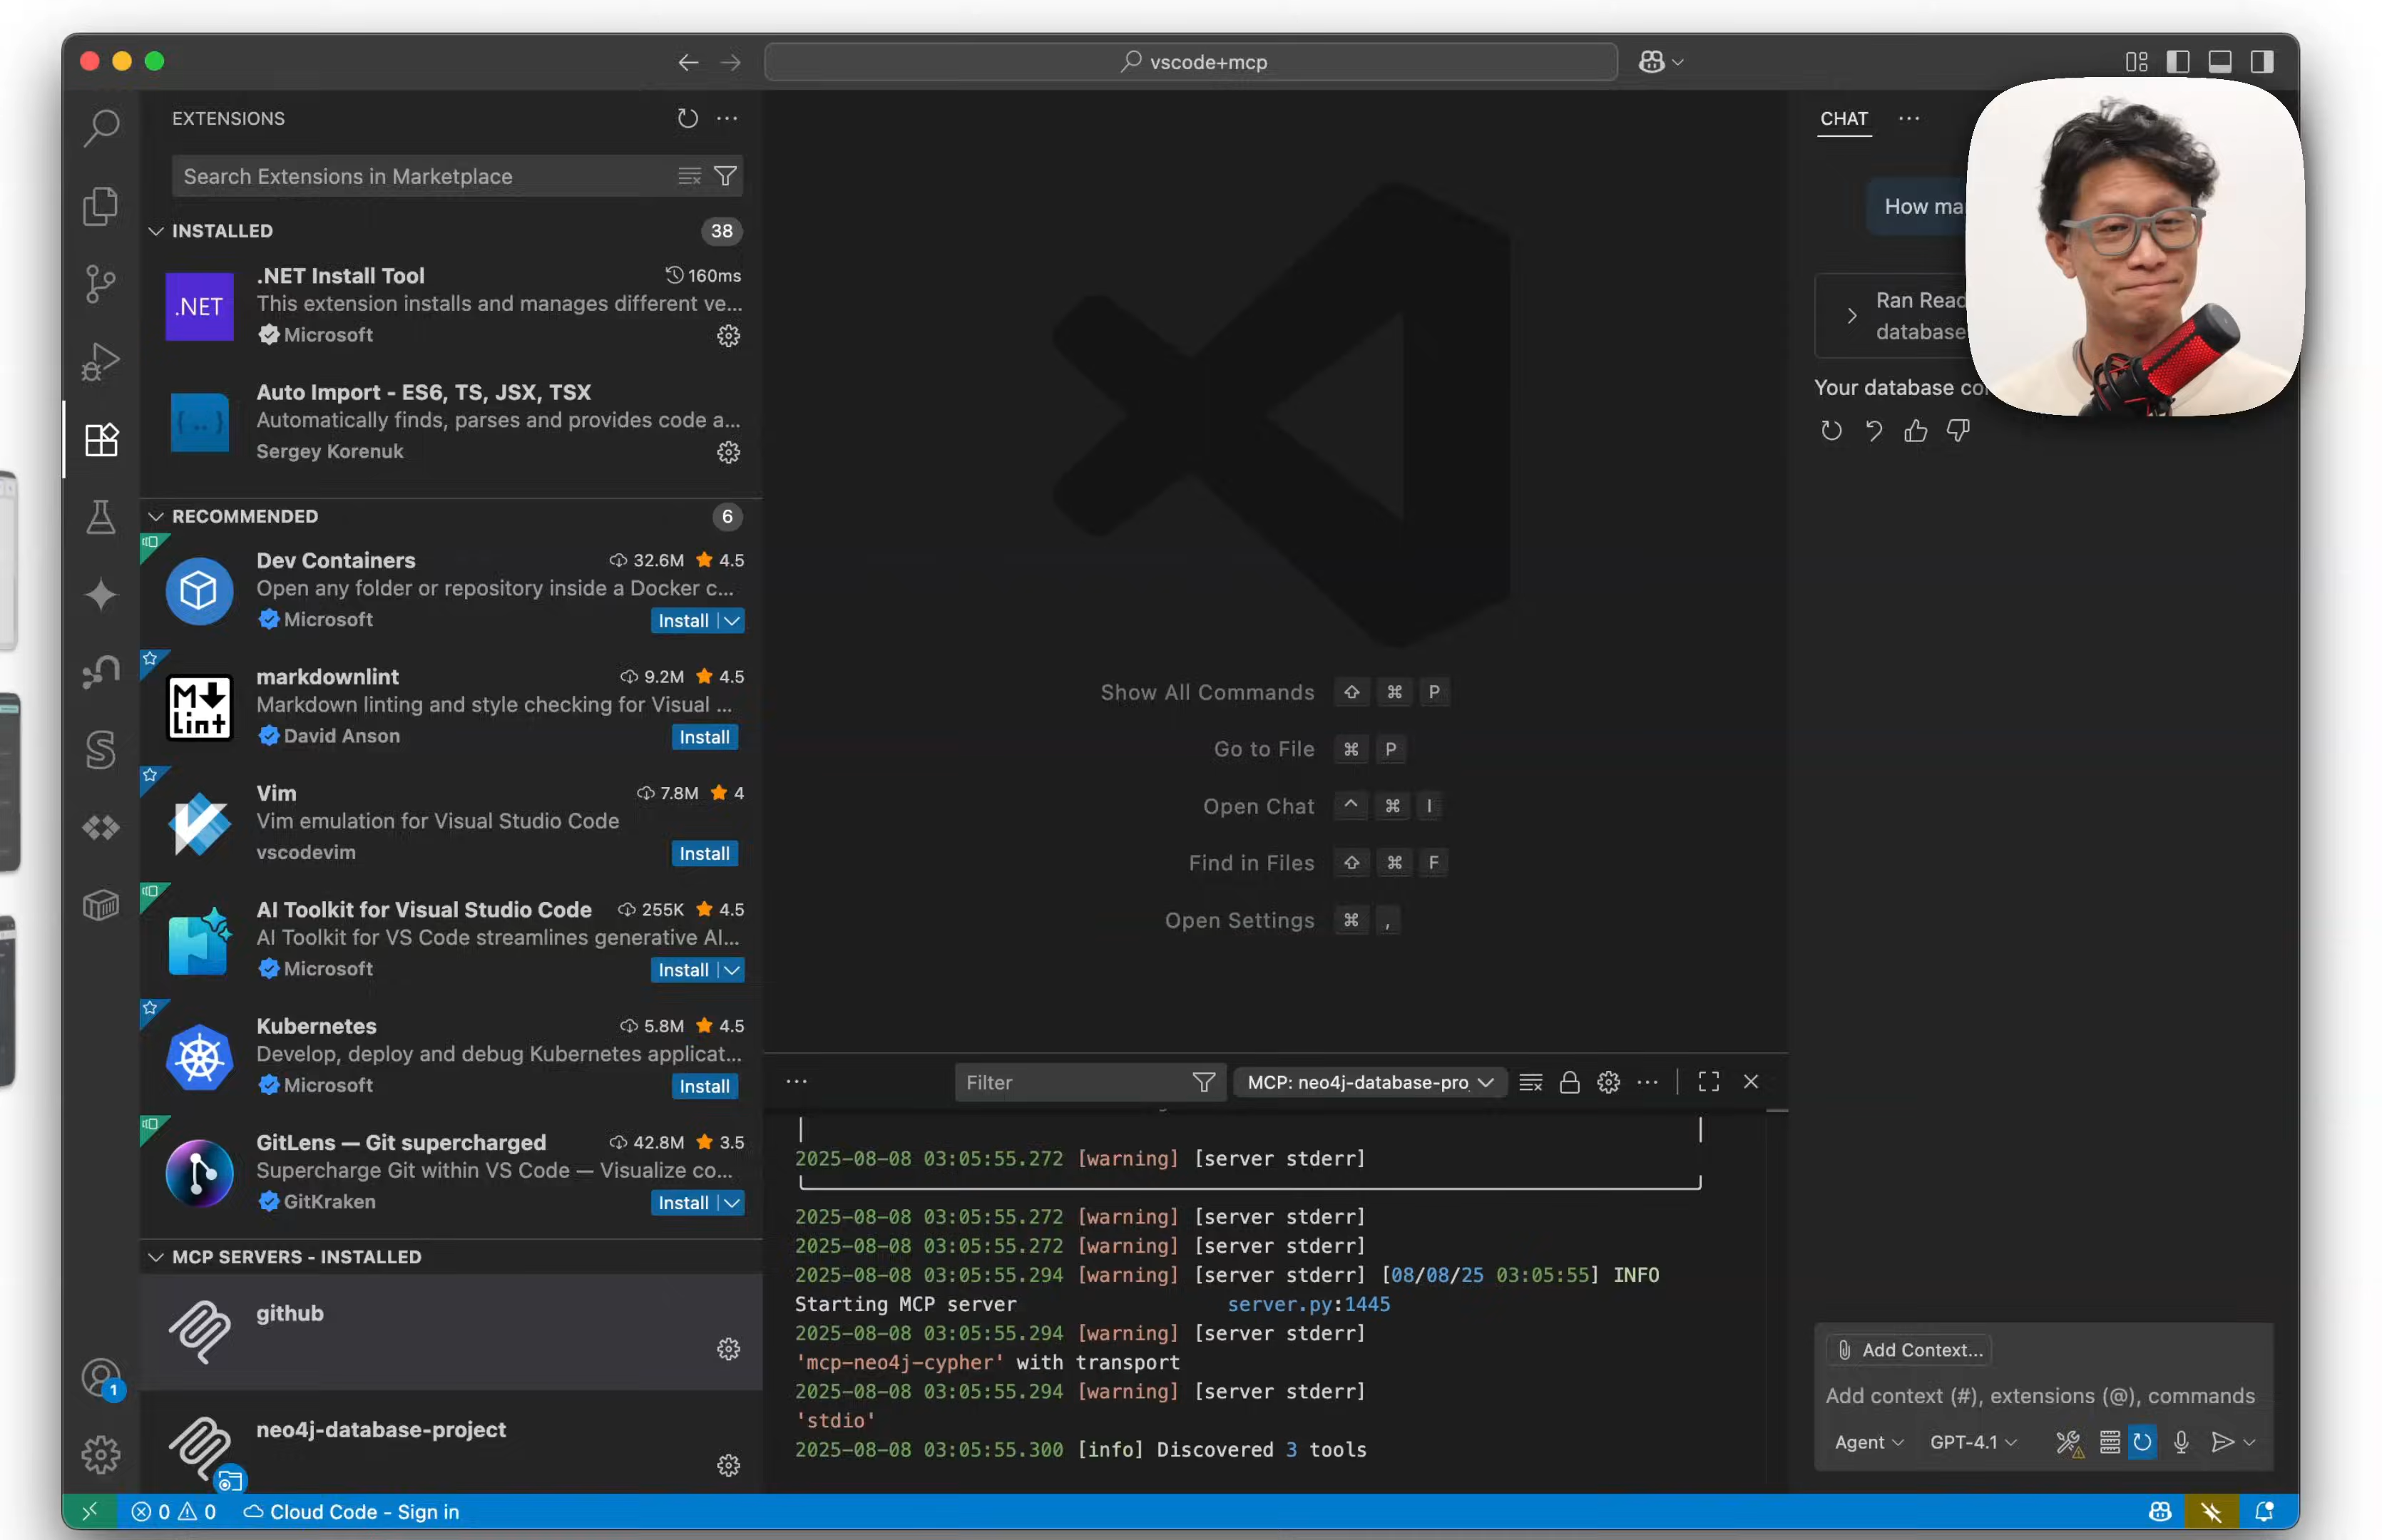 vscode+mcp
EXTENSIONS
Search Extensions in Marketplace
INSTALLED
38
.NET
.NET Install Tool
160ms
This extension installs and manages different ve...
Microsoft
Auto Import - ES6, TS, JSX, TSX
Automatically finds, parses and provides code a...
Sergey Korenuk
RECOMMENDED
6
Dev Containers
32.6M 4.5
Open any folder or repository inside a Docker c...
Microsoft
Install
M
Lint
markdownlint
9.2M 4.5
Markdown linting and style checking for Visual ...
David Anson
Install
Vim
7.8M 4
Vim emulation for Visual Studio Code
vscodevim
Install
AI Toolkit for Visual Studio Code
255K 4.5
AI Toolkit for VS Code streamlines generative AI...
Microsoft
Install
Kubernetes
5.8M 4.5
Develop, deploy and debug Kubernetes applicat...
Microsoft
Install
GitLens — Git supercharged
42.8M 3.5
Supercharge Git within VS Code — Visualize co...
GitKraken
Install
MCP SERVERS - INSTALLED
github
neo4j-database-project
1
Show All Commands ⇧ ⌘ P
Go to File ⌘ P
Open Chat ^ ⌘ I
Find in Files ⇧ ⌘ F
Open Settings ⌘ ,
Filter
MCP: neo4j-database-pro
2025-08-08 03:05:55.272 [warning] [server stderr]
2025-08-08 03:05:55.272 [warning] [server stderr]
2025-08-08 03:05:55.272 [warning] [server stderr]
2025-08-08 03:05:55.294 [warning] [server stderr] [08/08/25 03:05:55] INFO
Starting MCP server server.py:1445
2025-08-08 03:05:55.294 [warning] [server stderr]
'mcp-neo4j-cypher' with transport
2025-08-08 03:05:55.294 [warning] [server stderr]
'stdio'
2025-08-08 03:05:55.300 [info] Discovered 3 tools
CHAT
How
Ran Read
database
Your database
Add Context...
Add context (#), extensions (@), commands
Agent
GPT-4.1
0 0
Cloud Code - Sign in